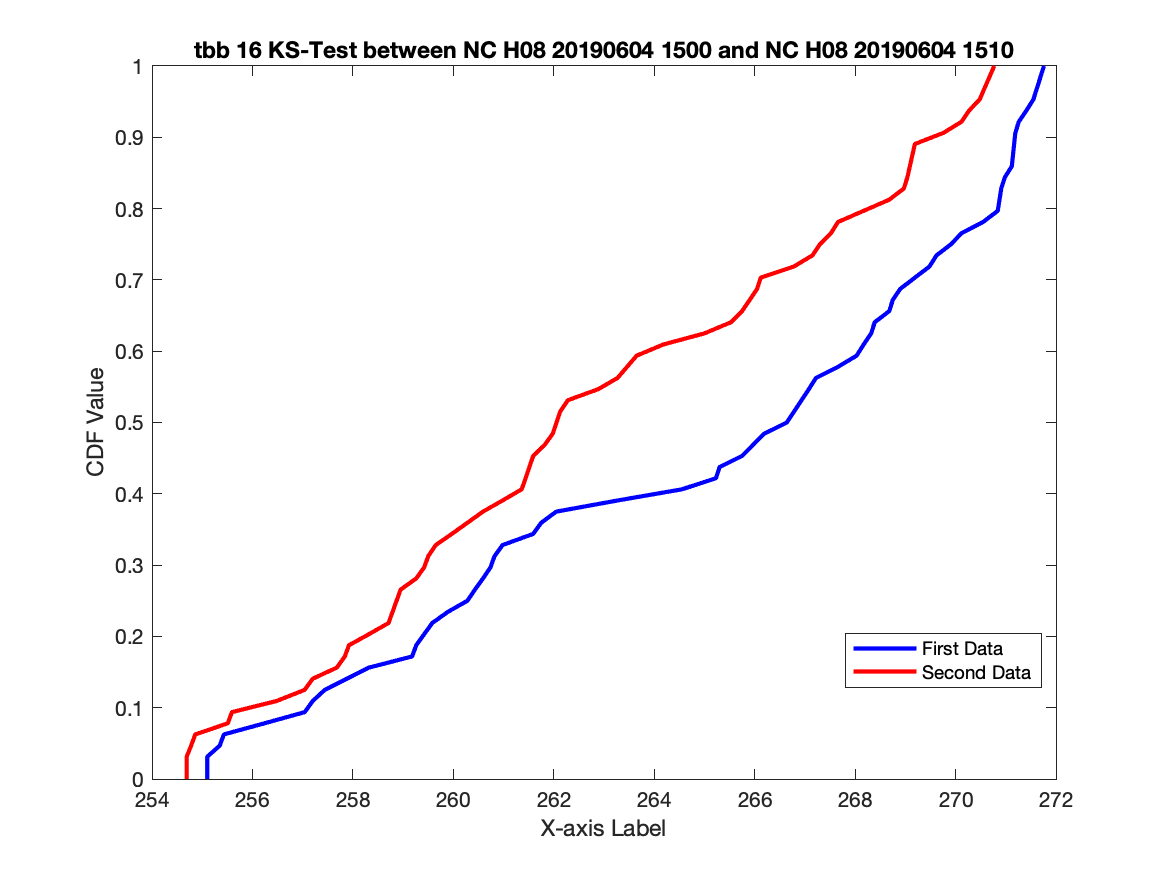 tbb 16 KS-Test between NC H08 20190604 1500 and NC H08 20190604 1510
1
0.9
0.8
0.7
0.6
0.5
0.4
0.3
0.2
0.1
0
CDF Value
First Data
Second Data
254 256 258 260 262 264 266 268 270 272
X-axis Label